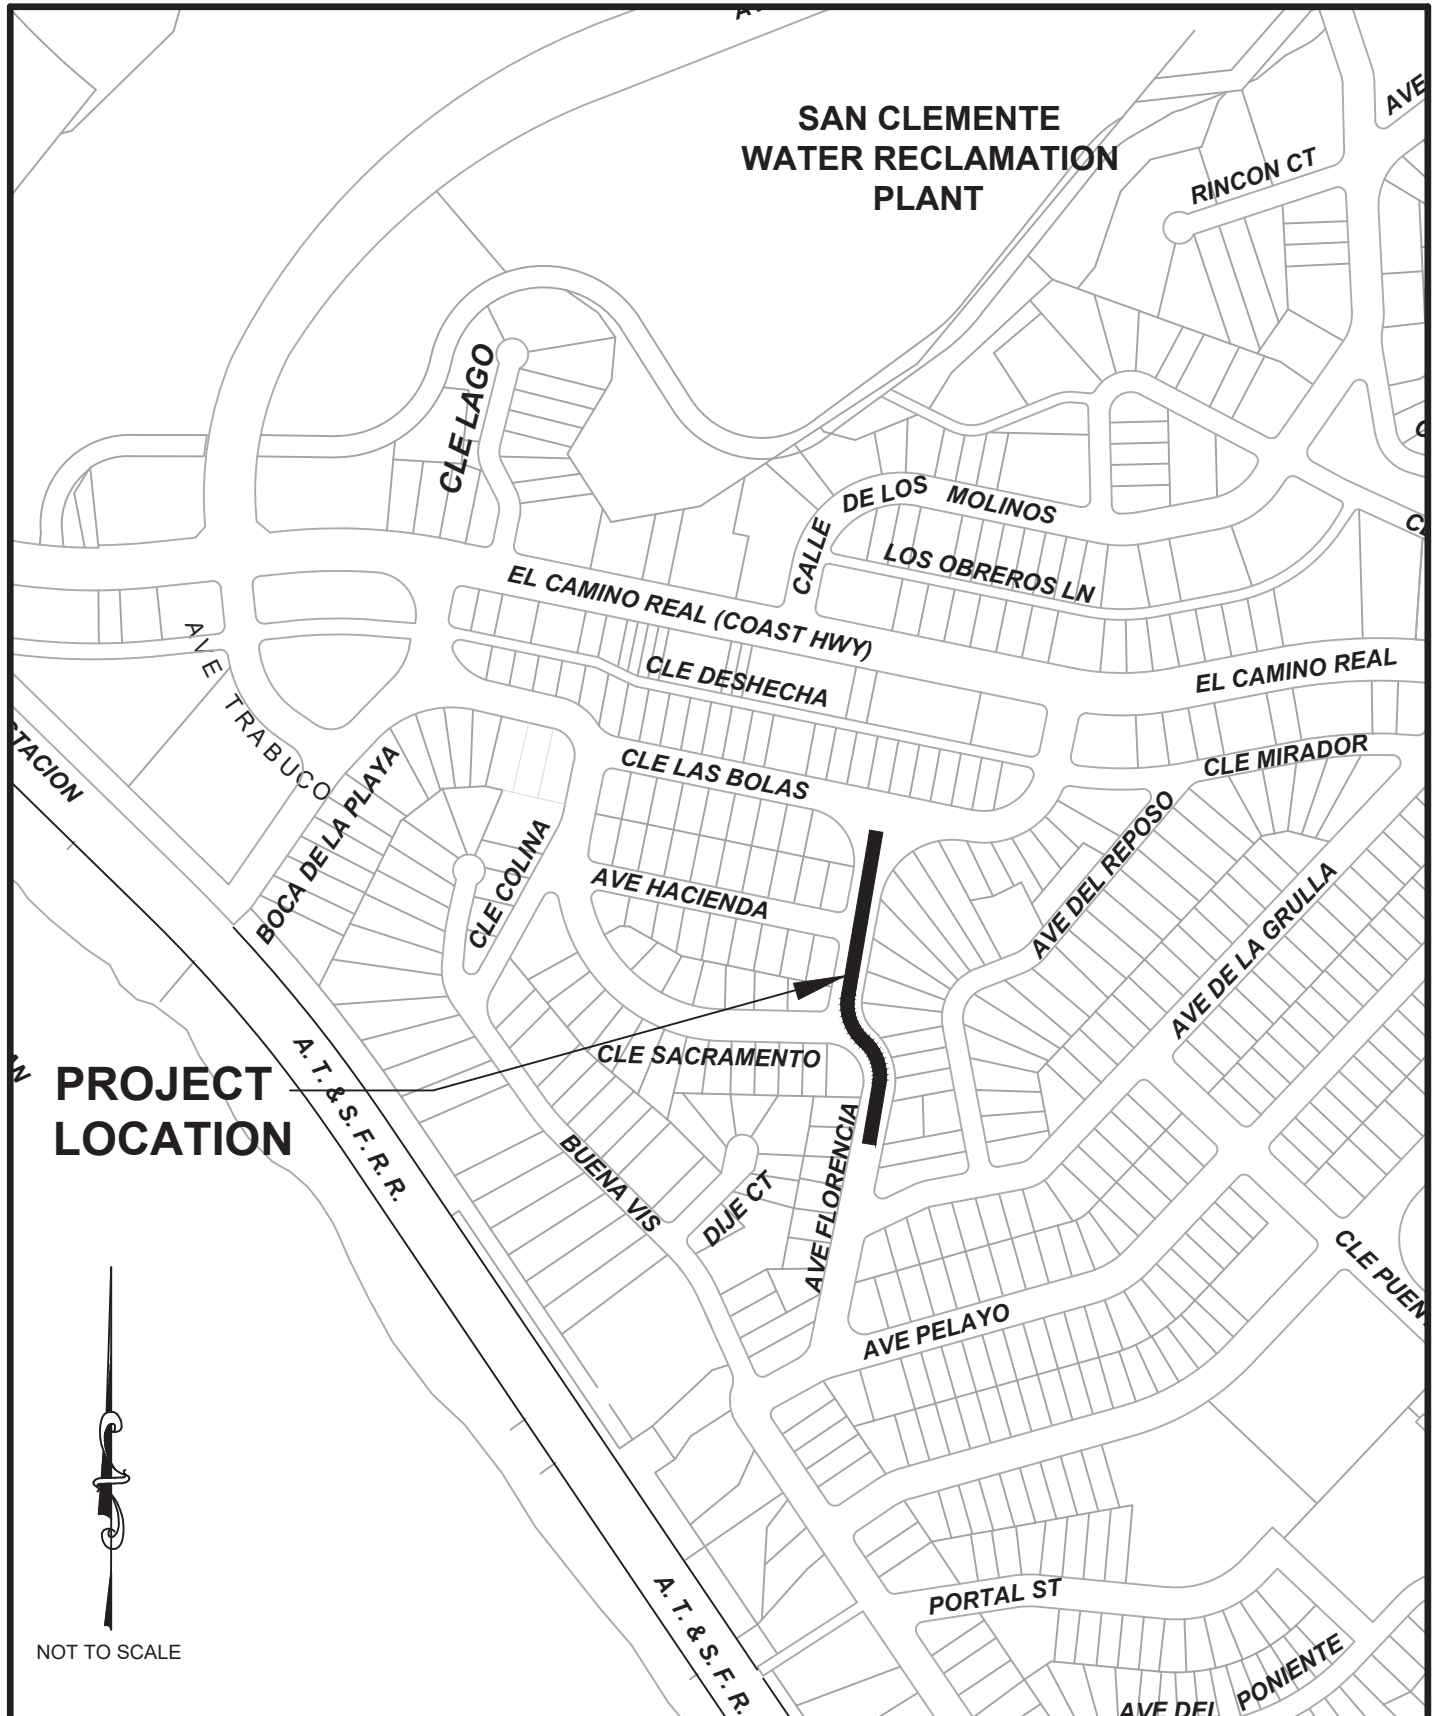 SAN CLEMENTE
WATER RECLAMATION
PLANT
AVE
RINCON CT
CLE LAGO
CALLE DE LOS MOLINOS
LOS OBREROS LN
EL CAMINO REAL (COAST HWY)
EL CAMINO REAL
CLE DESHECHA
AVE TRABUCO
CLE LAS BOLAS
CLE MIRADOR
BOCA DE LA PLAYA
CLE COLINA
AVE HACIENDA
AVE DEL REPOSO
AVE DE LA GRULLA
PROJECT
LOCATION
A. T. & S. F. R. R.
CLE SACRAMENTO
BUENA VIS
DIJE CT
AVE FLORENCIA
AVE PELAYO
NOT TO SCALE
A. T. & S. F. R.
PORTAL ST
PONIENTE